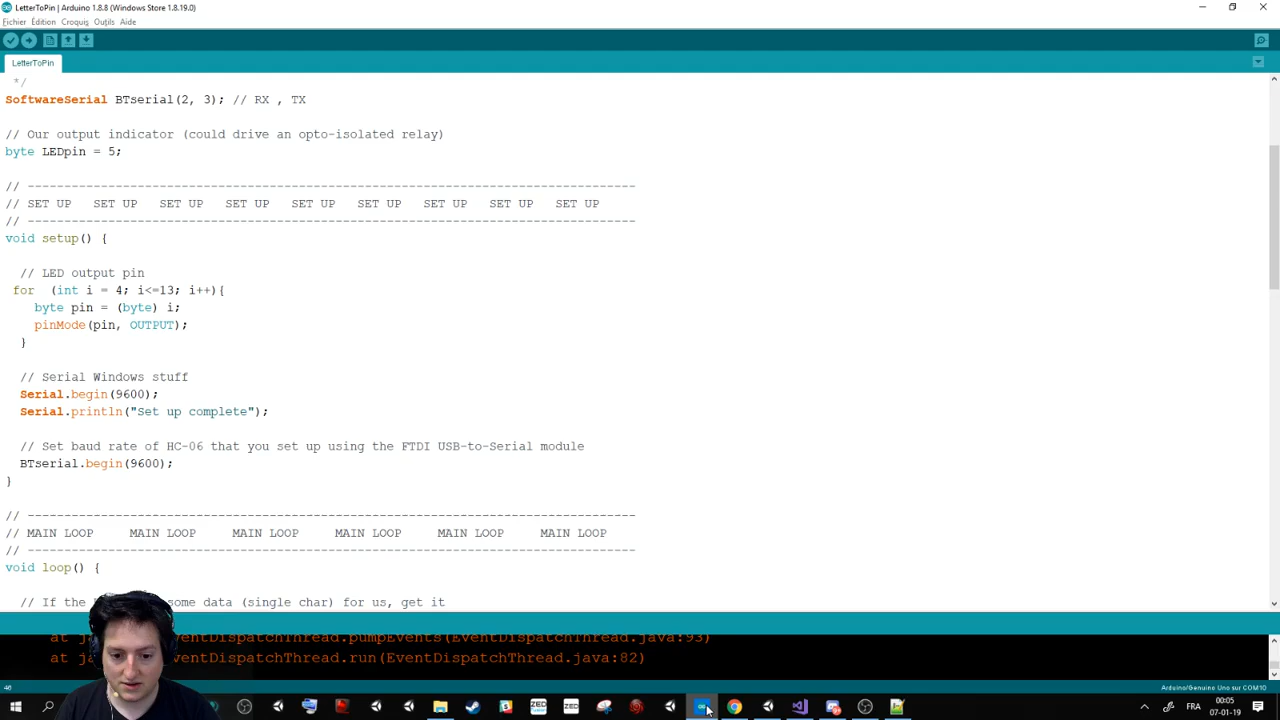 LetterToPin | Arduino 1.8.8 (Windows Store 1.8.19.0)
Fichier Édition Croquis Outils Aide
LetterToPin
*/
SoftwareSerial BTserial(2, 3); // RX , TX
// Our output indicator (could drive an opto-isolated relay)
byte LEDpin = 5;
// -----------------------------------------------------------------------------------
// SET UP   SET UP   SET UP   SET UP   SET UP   SET UP   SET UP   SET UP   SET UP
// -----------------------------------------------------------------------------------
void setup() {
// LED output pin
for  (int i = 4; i<=13; i++){
byte pin = (byte) i;
pinMode(pin, OUTPUT);
}
// Serial Windows stuff
Serial.begin(9600);
Serial.println("Set up complete");
// Set baud rate of HC-06 that you set up using the FTDI USB-to-Serial module
BTserial.begin(9600);
}
// -----------------------------------------------------------------------------------
// MAIN LOOP     MAIN LOOP     MAIN LOOP     MAIN LOOP     MAIN LOOP     MAIN LOOP
// -----------------------------------------------------------------------------------
void loop() {
// If the some data (single char) for us, get it
at EventDispatchThread.pumpEvents(EventDispatchThread.java:93)
at EventDispatchThread.run(EventDispatchThread.java:82)
46 Arduino/Genuino Uno sur COM10
ZED ZED FRA 00:05
07-01-19